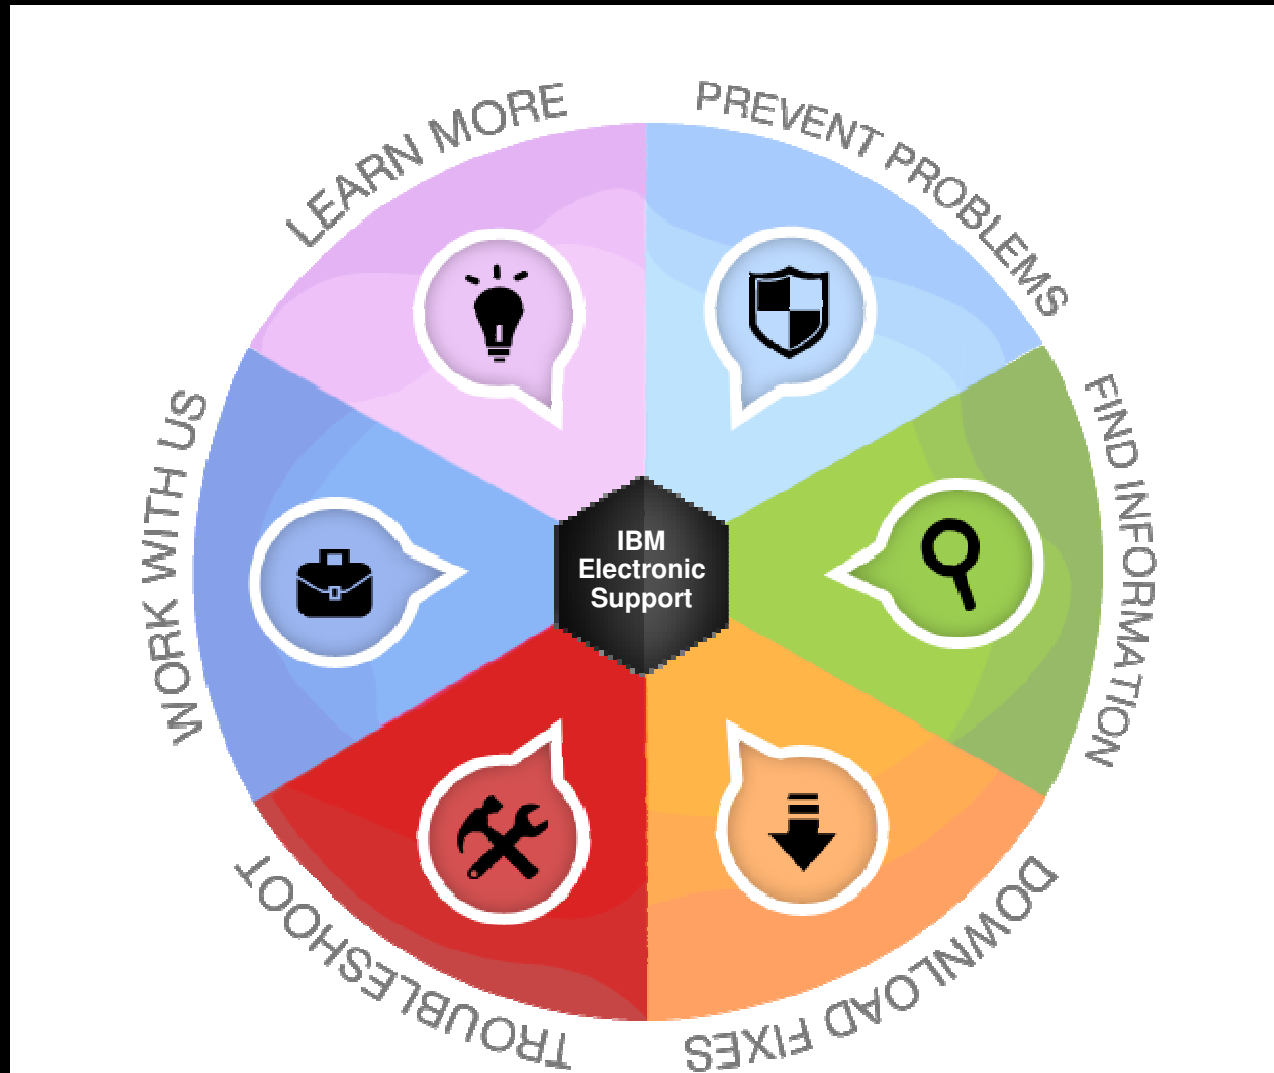 LEARN MORE
PREVENT PROBLEMS
FIND INFORMATION
DOWNLOAD FIXES
TROUBLESHOOT
WORK WITH US
IBM
Electronic
Support